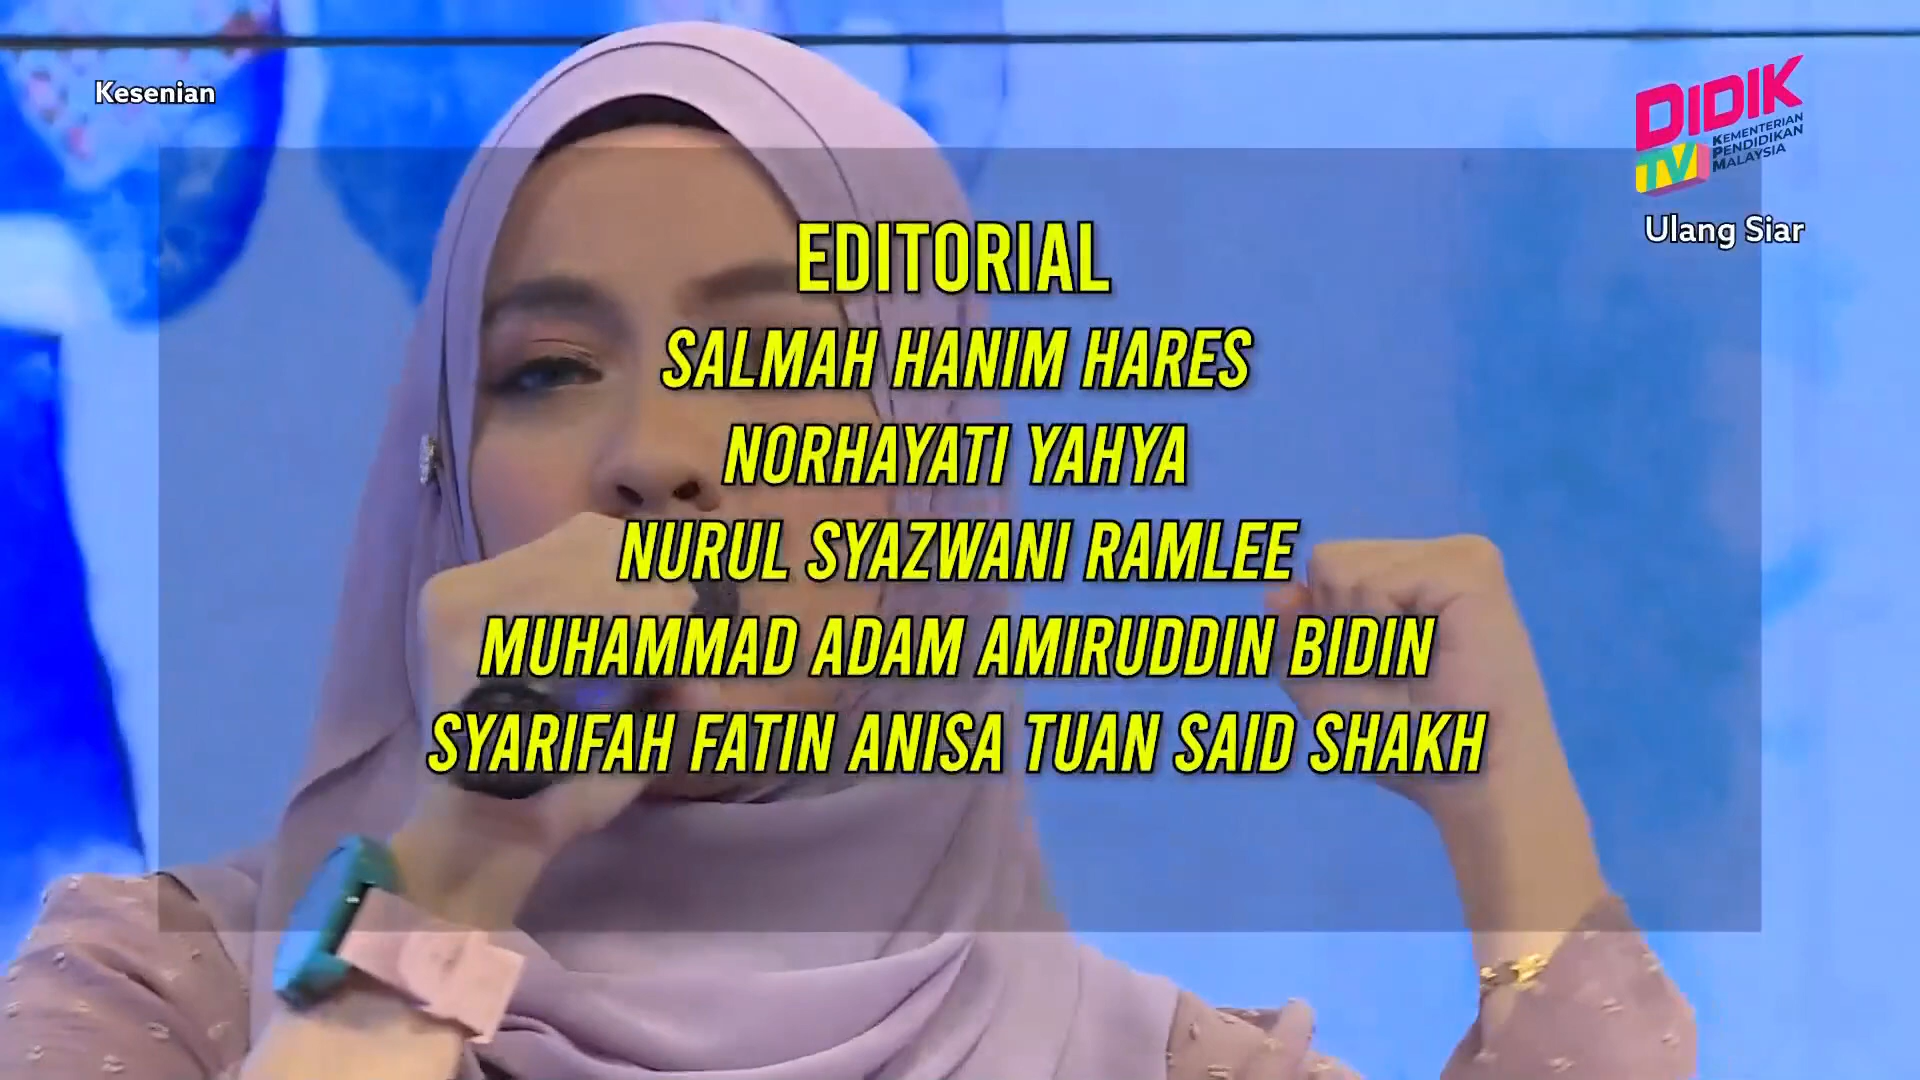 Kesenian
DIDIK
TV
KEMENTERIAN
PENDIDIKAN
MALAYSIA
Ulang Siar
EDITORIAL
SALMAH HANIM HARES
NORHAYATI YAHYA
NURUL SYAZWANI RAMLEE
MUHAMMAD ADAM AMIRUDDIN BIDIN
SYARIFAH FATIN ANISA TUAN SAID SHAKH